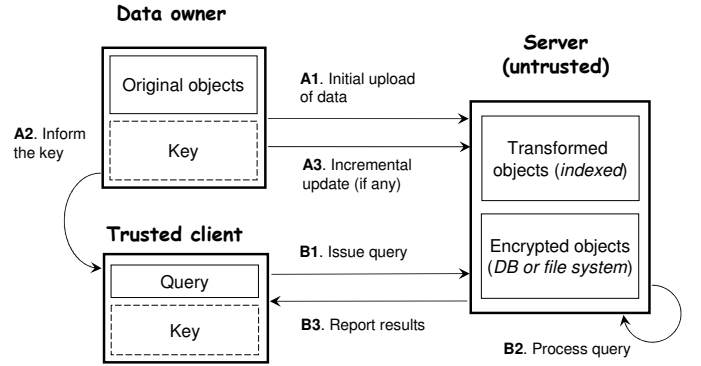 Data owner
Original objects
Key
A1. Initial upload
of data
A2. Inform
the key
A3. Incremental
update (if any)
Server
(untrusted)
Transformed
objects (indexed)
Encrypted objects
(DB or file system)
Trusted client
Query
Key
B1. Issue query
B3. Report results
B2. Process query